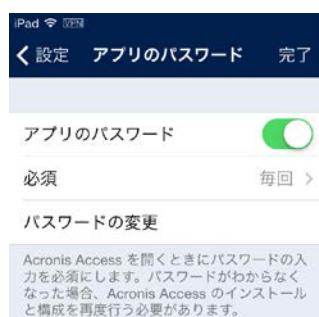 iPad VPN
設定 アプリのパスワード 完了
アプリのパスワード
必須 毎回
パスワードの変更
Acronis Access を開くときにパスワードの入
力を必須にします。パスワードがわからなく
なった場合、Acronis Access のインストール
と構成を再度行う必要があります。